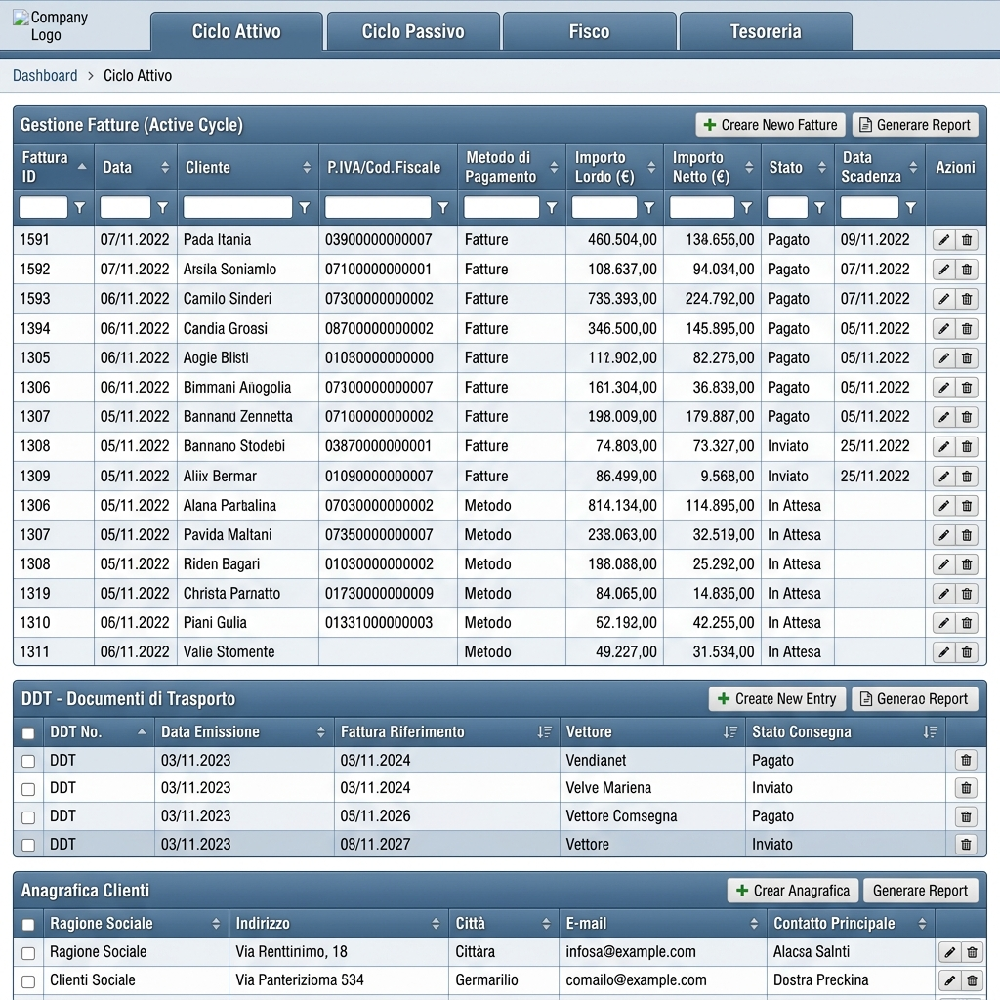 Company
Logo
Ciclo Attivo Ciclo Passivo Fisco Tesoreria
Dashboard > Ciclo Attivo
Gestione Fatture (Active Cycle) Creare Newo Fatture Generare Report
Fattura ID Data Cliente P.IVA/Cod.Fiscale Metodo di Pagamento Importo Lordo (€) Importo Netto (€) Stato Data Scadenza Azioni
1591 07/11.2022 Pada Itania 03900000000007 Fatture 460.504,00 134.656,00 Pagato 09/11.2022
1592 07/11.2022 Arsila Soniamlo 07100000000001 Fatture 108.637,00 94.034,00 Pagato 07/11.2022
1593 06/11.2022 Camilo Sinderi 07300000000002 Fatture 735.393,00 224.792,00 Pagato 07/11.2022
1394 06/11.2022 Candia Groasi 08700000000002 Fatture 346.500,00 145.895,00 Pagato 05/11.2022
1305 06/11.2022 Aogie Blisti 01030000000000 Fatture 112.902,00 82.276,00 Pagato 05/11.2022
1306 06/11.2022 Bimmani Anogolia 07300000000007 Fatture 161.304,00 36.839,00 Pagato 05/11.2022
1307 05/11.2022 Bannanu Zennetta 07100000000002 Fatture 198.009,00 179.887,00 Pagato 05/11.2022
1308 05/11.2022 Bannano Stodebi 03870000000001 Fatture 74.803,00 73.327,00 Inviato 25/11.2022
1309 05/11.2022 Aliix Bermar 01090000000007 Fatture 86.499,00 9.568,00 Inviato 25/11.2022
1306 05/11.2022 Alana Partalina 07030000000002 Metodo 814.134,00 114.895,00 In Attesa
1307 05/11.2022 Pavida Maltani 07350000000007 Metodo 238.063,00 32.519,00 In Attesa
1308 05/11.2022 Riden Bagari 01030000000002 Metodo 198.088,00 25.292,00 In Attesa
1319 05/11.2022 Christa Parnatto 01730000000009 Metodo 84.065,00 14.836,00 In Attesa
1310 06/11.2022 Piani Gulia 01331000000003 Metodo 52.192,00 42.255,00 In Attesa
1311 06/11.2022 Valie Stomente Metodo 49.227,00 31.534,00 In Attesa
DDT - Documenti di Trasporto Create New Entry Generao Report
DDT No. Data Emissione Fattura Riferimento Vettore Stato Consegna
DDT 03/11.2023 03/11.2024 Vendianet Pagato
DDT 03/11.2023 03/11.2024 Velve Mariena Inviato
DDT 03/11.2023 05/11.2026 Vettore Comsegna Pagato
DDT 03/11.2023 08/11.2027 Vettore Inviato
Anagrafica Clienti Crear Anagrafica Generare Report
Ragione Sociale Indirizzo Città E-mail Contatto Principale
Ragione Sociale Via Renttinimo, 18 Cittàra infosa@example.com Alacsa Salnti
Clienti Sociale Via Panterizioma 534 Germarilio comailo@example.com Dostra Preckina